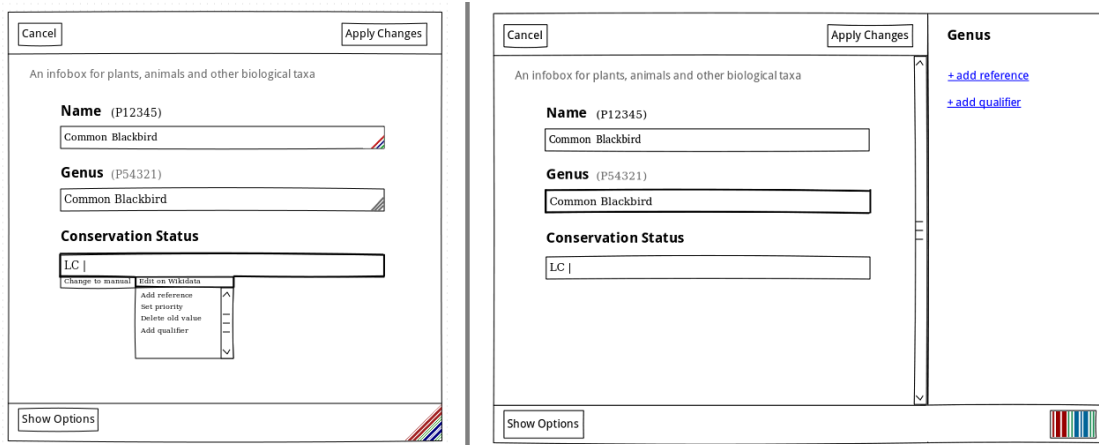 Cancel
Apply Changes
An infobox for plants, animals and other biological taxa
Name (P12345)
Common Blackbird
Genus (P54321)
Common Blackbird
Conservation Status
LC |
Change to manual
Edit on Wikidata
Add reference
Set priority
Delete old value
Add qualifier
Show Options
Cancel
Apply Changes
An infobox for plants, animals and other biological taxa
Name (P12345)
Common Blackbird
Genus (P54321)
Common Blackbird
Conservation Status
LC |
Show Options
Genus
+ add reference
+ add qualifier